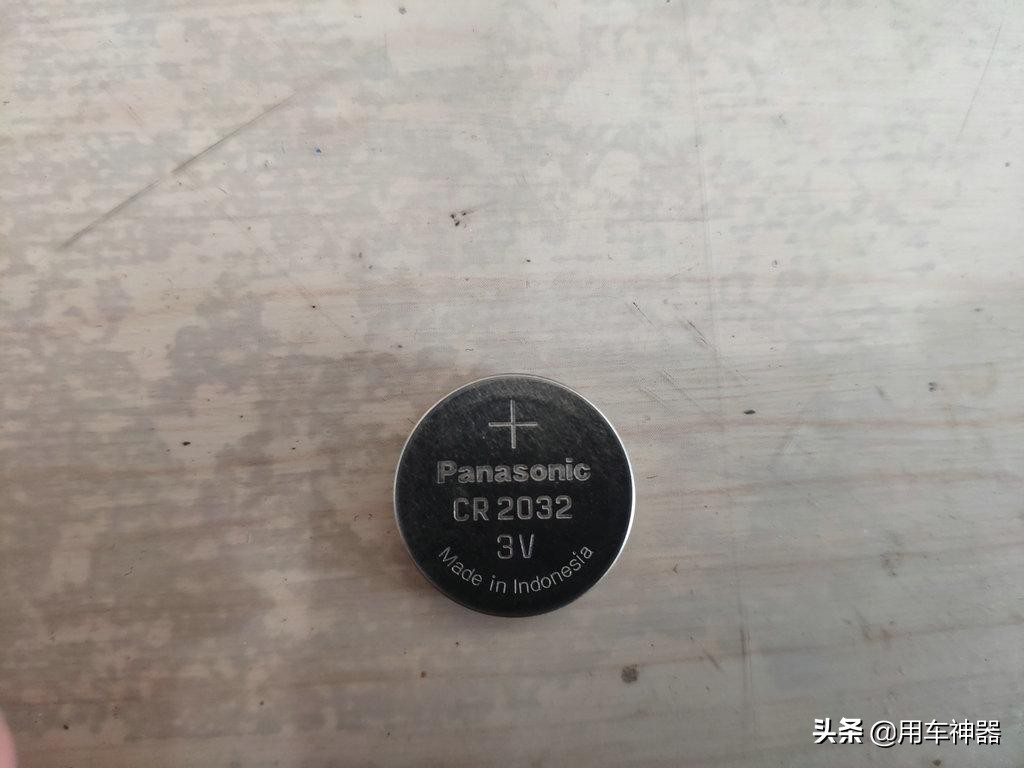 +
Panasonic
CR 2032
3V
Made in Indonesia
头条 @用车神器